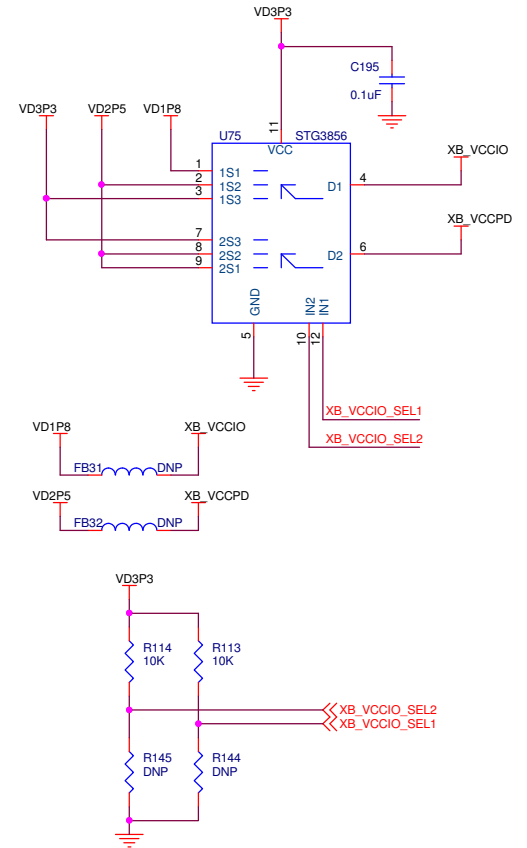 VD3P3
C195
0.1uF
VD3P3 VD2P5 VD1P8
11
U75 STG3856
VCC
XB_VCCIO
1 1S1
2 1S2
3 1S3
D1 4
XB_VCCPD
7 2S3
8 2S2
9 2S1
D2 6
GND IN2 IN1
5 10 12
XB_VCCIO_SEL1
XB_VCCIO_SEL2
VD1P8 XB_VCCIO
FB31 DNP
VD2P5 XB_VCCPD
FB32 DNP
VD3P3
R114 R113
10K 10K
XB_VCCIO_SEL2
XB_VCCIO_SEL1
R145 R144
DNP DNP